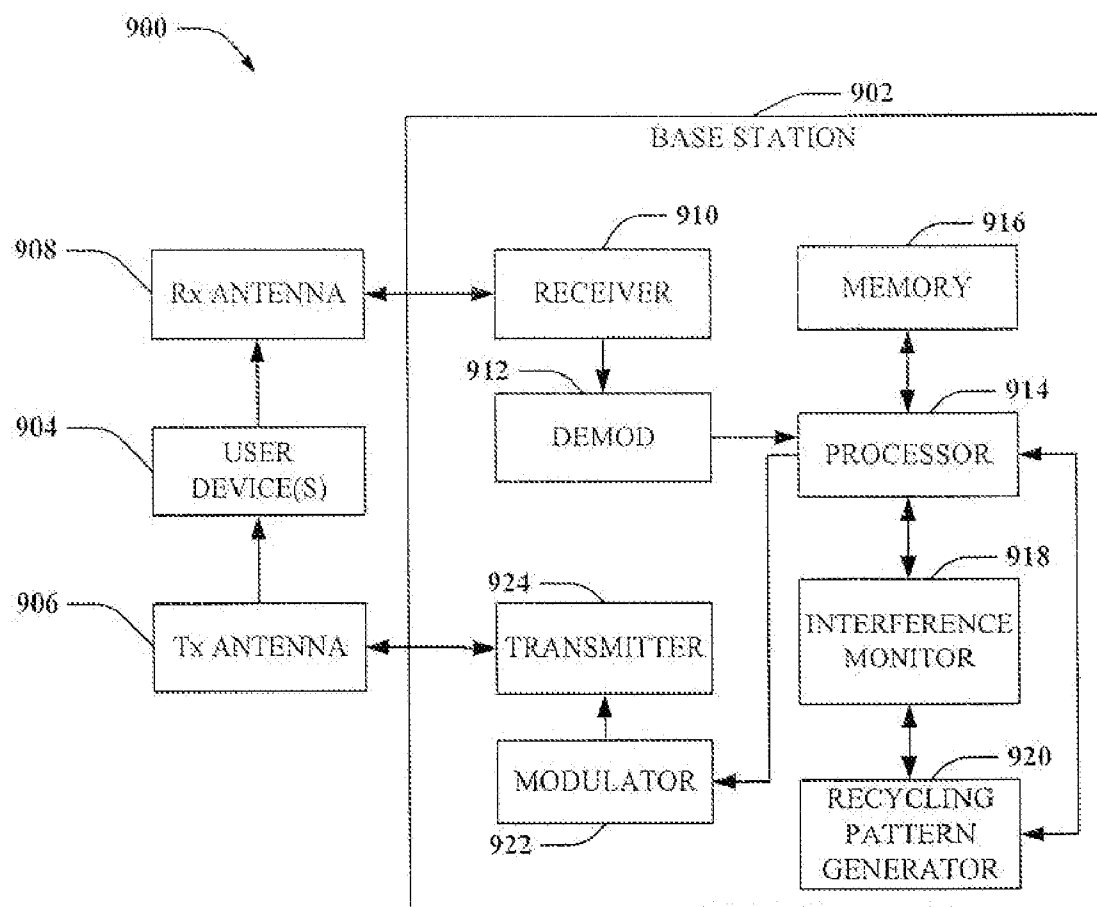 900
902
BASE STATION
910
916
908
Rx ANTENNA
RECEIVER
MEMORY
912
914
904
USER
DEVICE(S)
DEMOD
PROCESSOR
924
918
906
Tx ANTENNA
TRANSMITTER
INTERFERENCE
MONITOR
920
MODULATOR
922
RECYCLING
PATTERN
GENERATOR